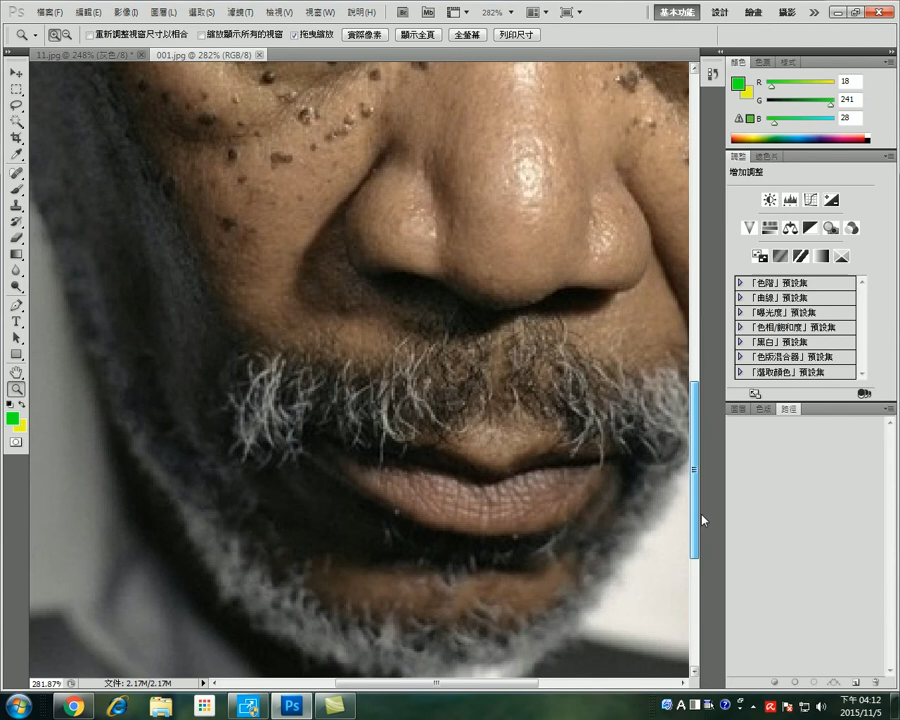 Ps 檔案(F) 編輯(E) 影像(I) 圖層(L) 選取(S) 濾鏡(T) 檢視(V) 視窗(W) 說明(H) Br Mb 282% 基本功能 設計 繪畫 攝影
重新調整視窗尺寸以相合 縮放顯示所有的視窗 拖曳縮放 實際像素 顯示全頁 全螢幕 列印尺寸
11.jpg @ 248% (灰色/8) * 001.jpg @ 282% (RGB/8)
顏色 色票 樣式
R 18
G 241
B 28
調整 遮色片
增加調整
「色階」預設集
「曲線」預設集
「曝光度」預設集
「色相/飽和度」預設集
「黑白」預設集
「色版混合器」預設集
「選取顏色」預設集
圖層 色版 路徑
281.87% 文件: 2.17M/2.17M
下午 04:12
2015/11/5